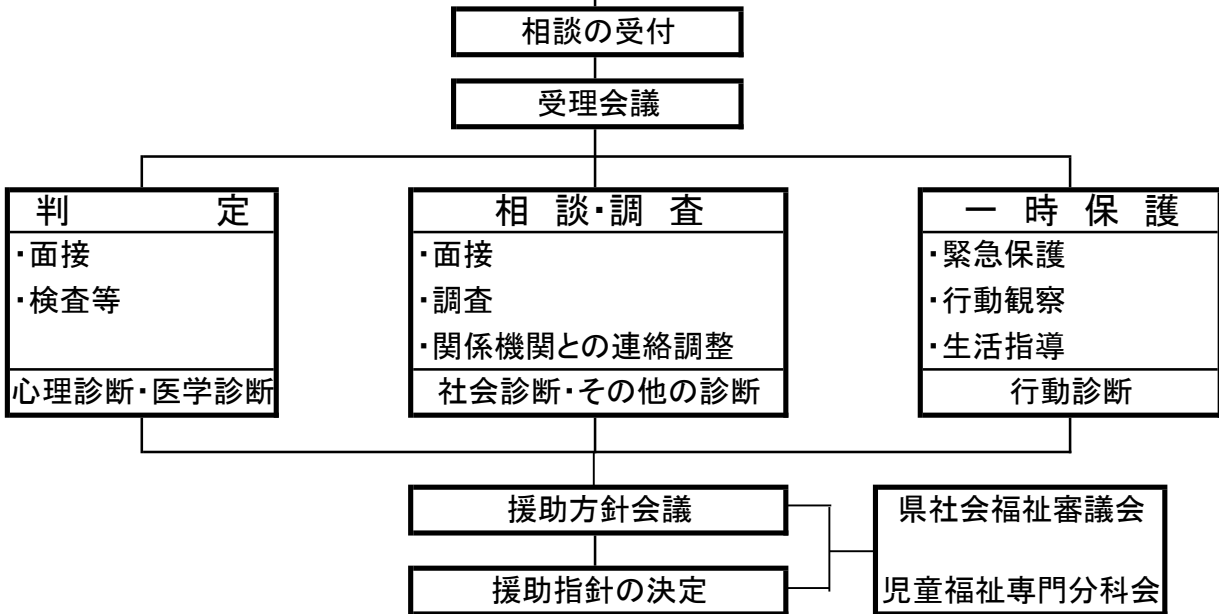 相談の受付
受理会議
判定
・面接
・検査等
心理診断・医学診断
相談・調査
・面接
・調査
・関係機関との連絡調整
社会診断・その他の診断
一時保護
・緊急保護
・行動観察
・生活指導
行動診断
援助方針会議
援助指針の決定
県社会福祉審議会
児童福祉専門分科会